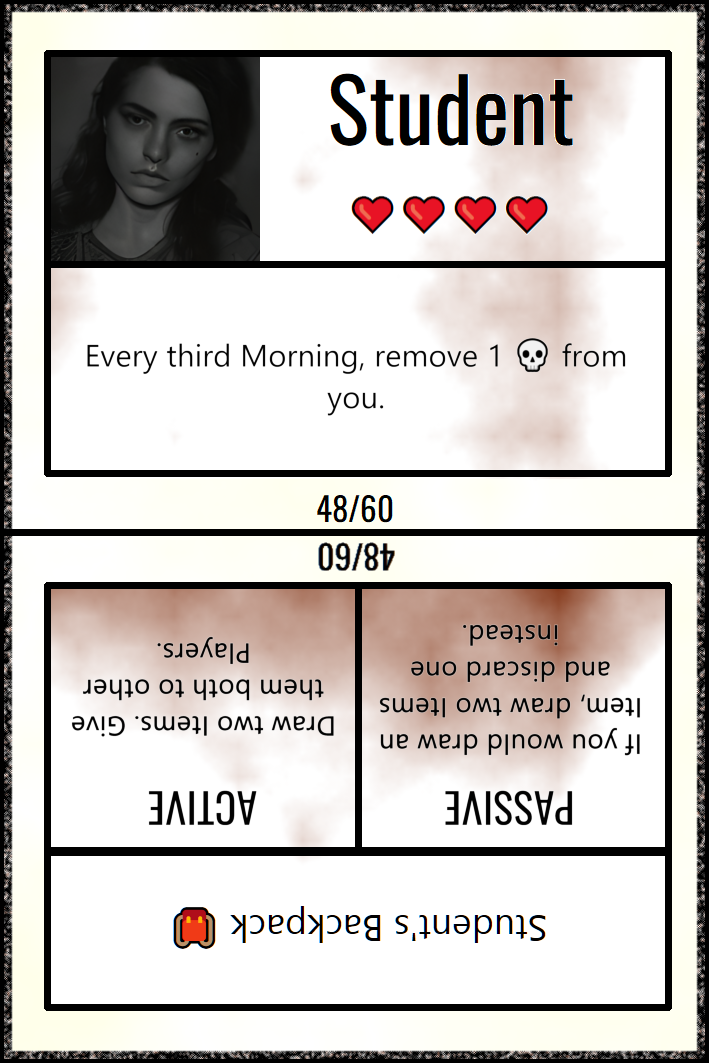 Student
Every third Morning, remove 1 💀 from
you.
48/60
48/60
Student's Backpack
PASSIVE
If you would draw an
Item, draw two Items
and discard one
instead.
ACTIVE
Draw two Items. Give
them both to other
Players.